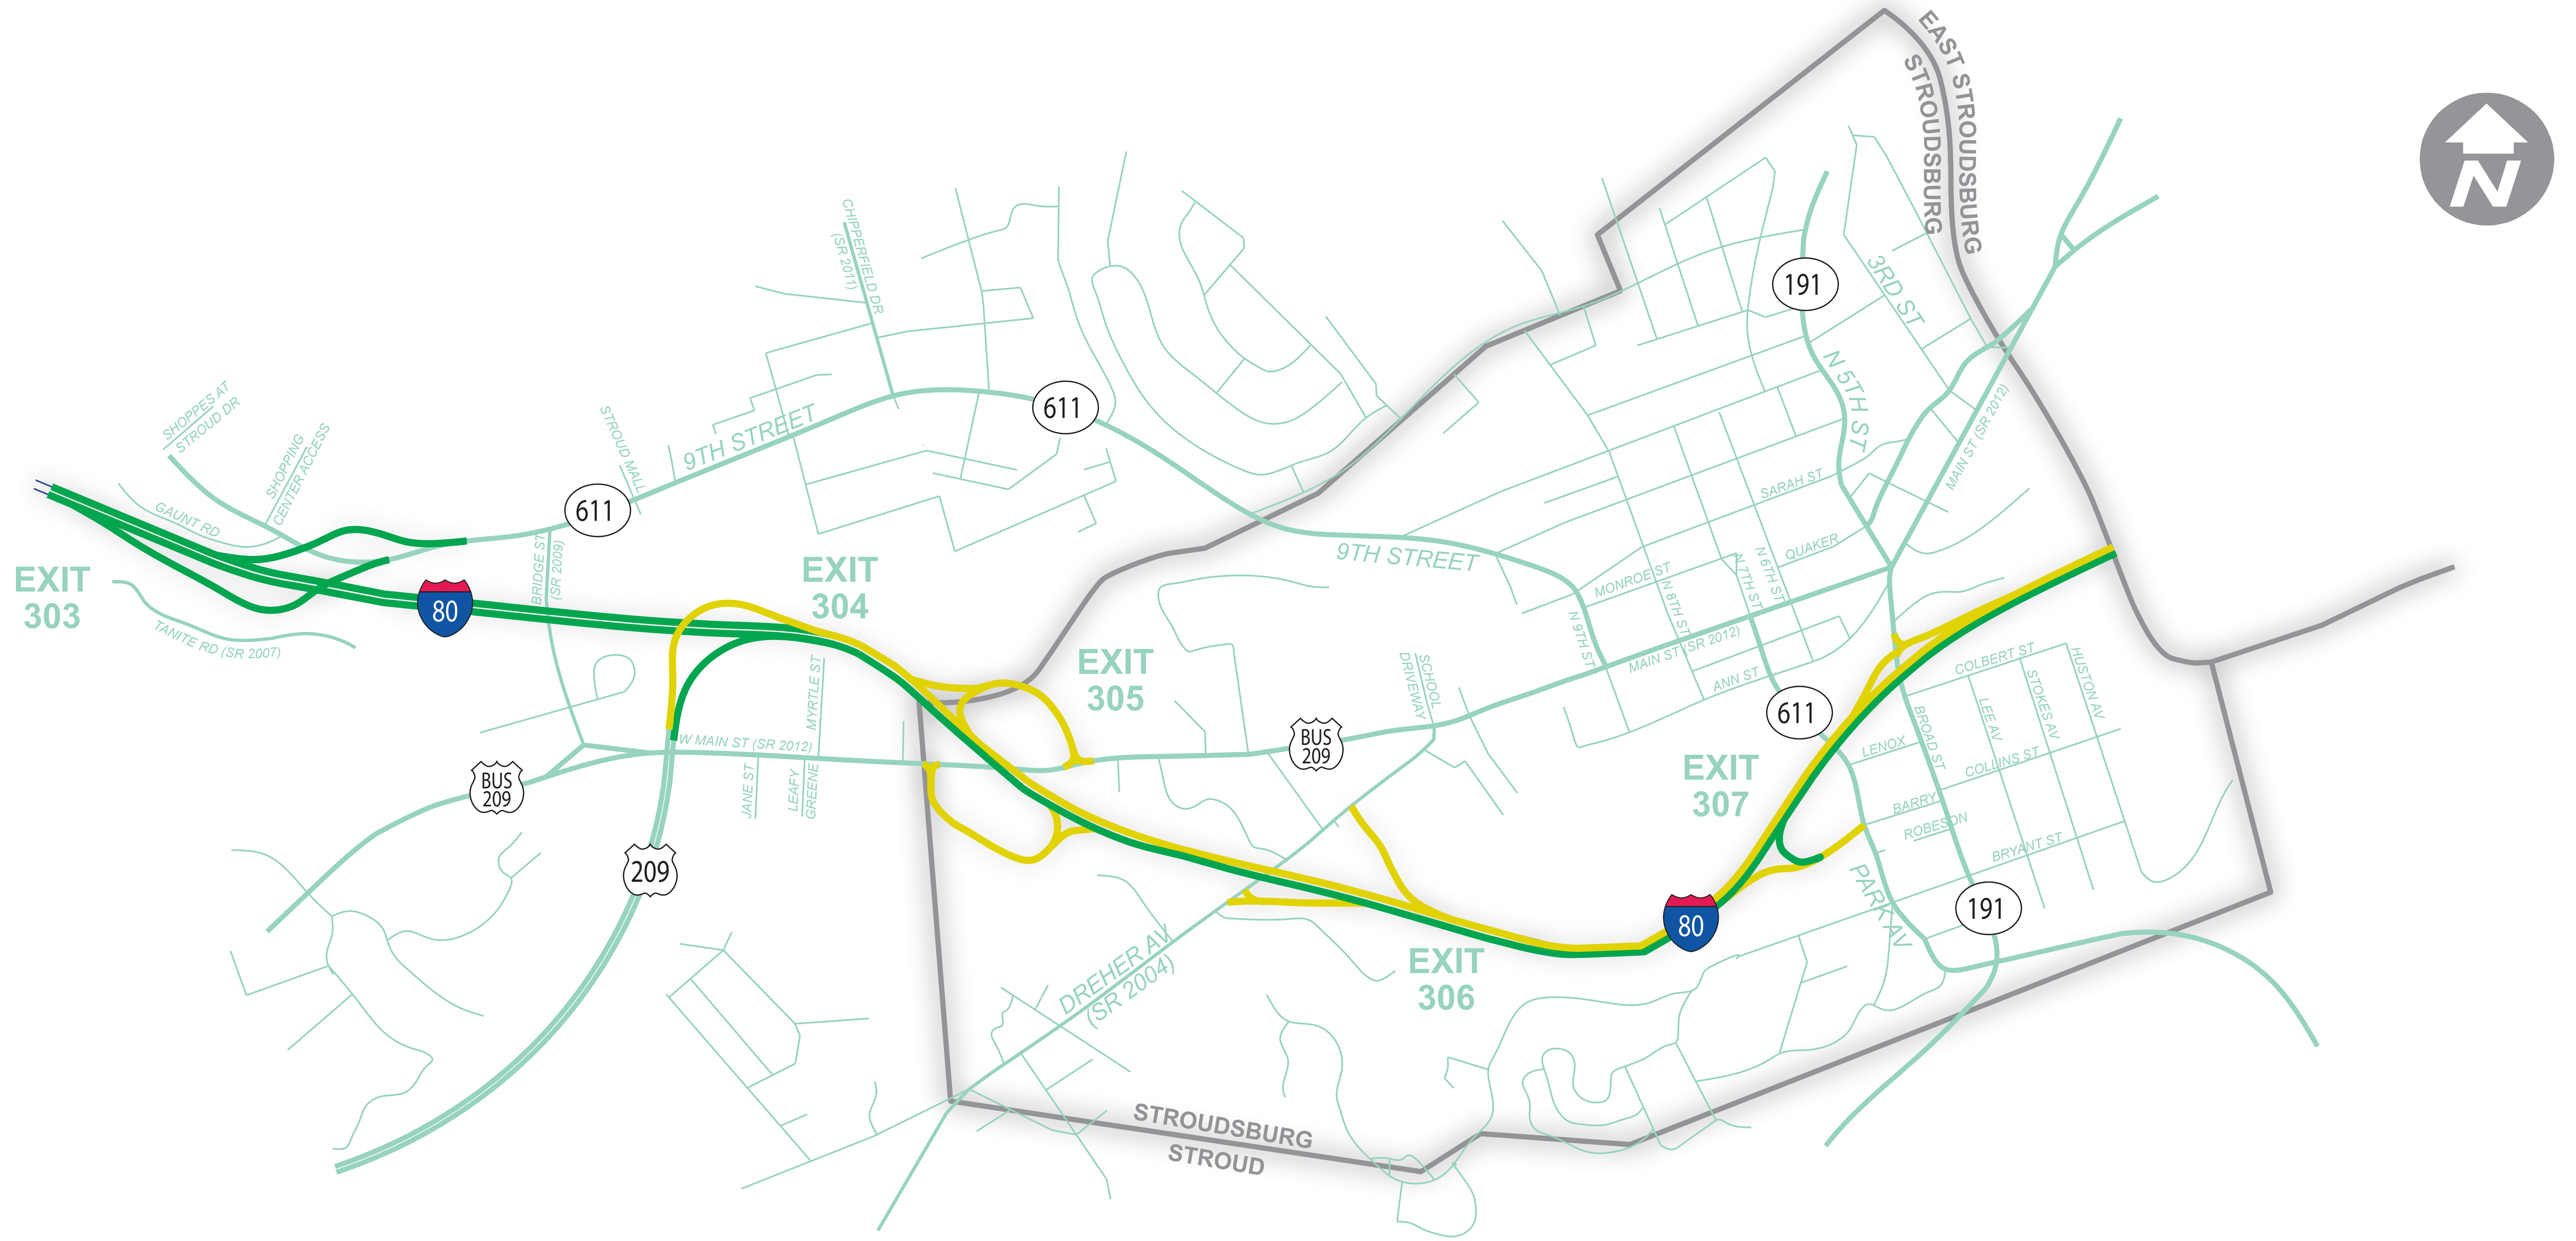 EAST STROUDSBURG
STROUDSBURG
N
CHIPPERFIELD DR
(SR 2011)
191
3RD ST
N 5TH ST
SHOPPES AT
STROUD DR
SHOPPING
CENTER ACCESS
STROUD MALL
9TH STREET
611
MAIN ST (SR 2012)
GAUNT RD
611
SARAH ST
QUAKER
9TH STREET
MONROE ST
N 6TH ST
N 7TH ST
N 8TH ST
N 9TH ST
EXIT
303
BRIDGE ST
(SR 2009)
80
EXIT
304
TANITE RD (SR 2007)
MYRTLE ST
EXIT
305
SCHOOL
DRIVEWAY
MAIN ST (SR 2012)
ANN ST
COLBERT ST
HUSTON AV
STOKES AV
LEE AV
BROAD ST
611
W MAIN ST (SR 2012)
BUS
209
BUS
209
JANE ST
LEAFY
GREENE
LENOX
COLLINS ST
EXIT
307
BARRY
ROBESON
BRYANT ST
209
PARK AV
191
80
DREHER AV
(SR 2004)
EXIT
306
STROUDSBURG
STROUD